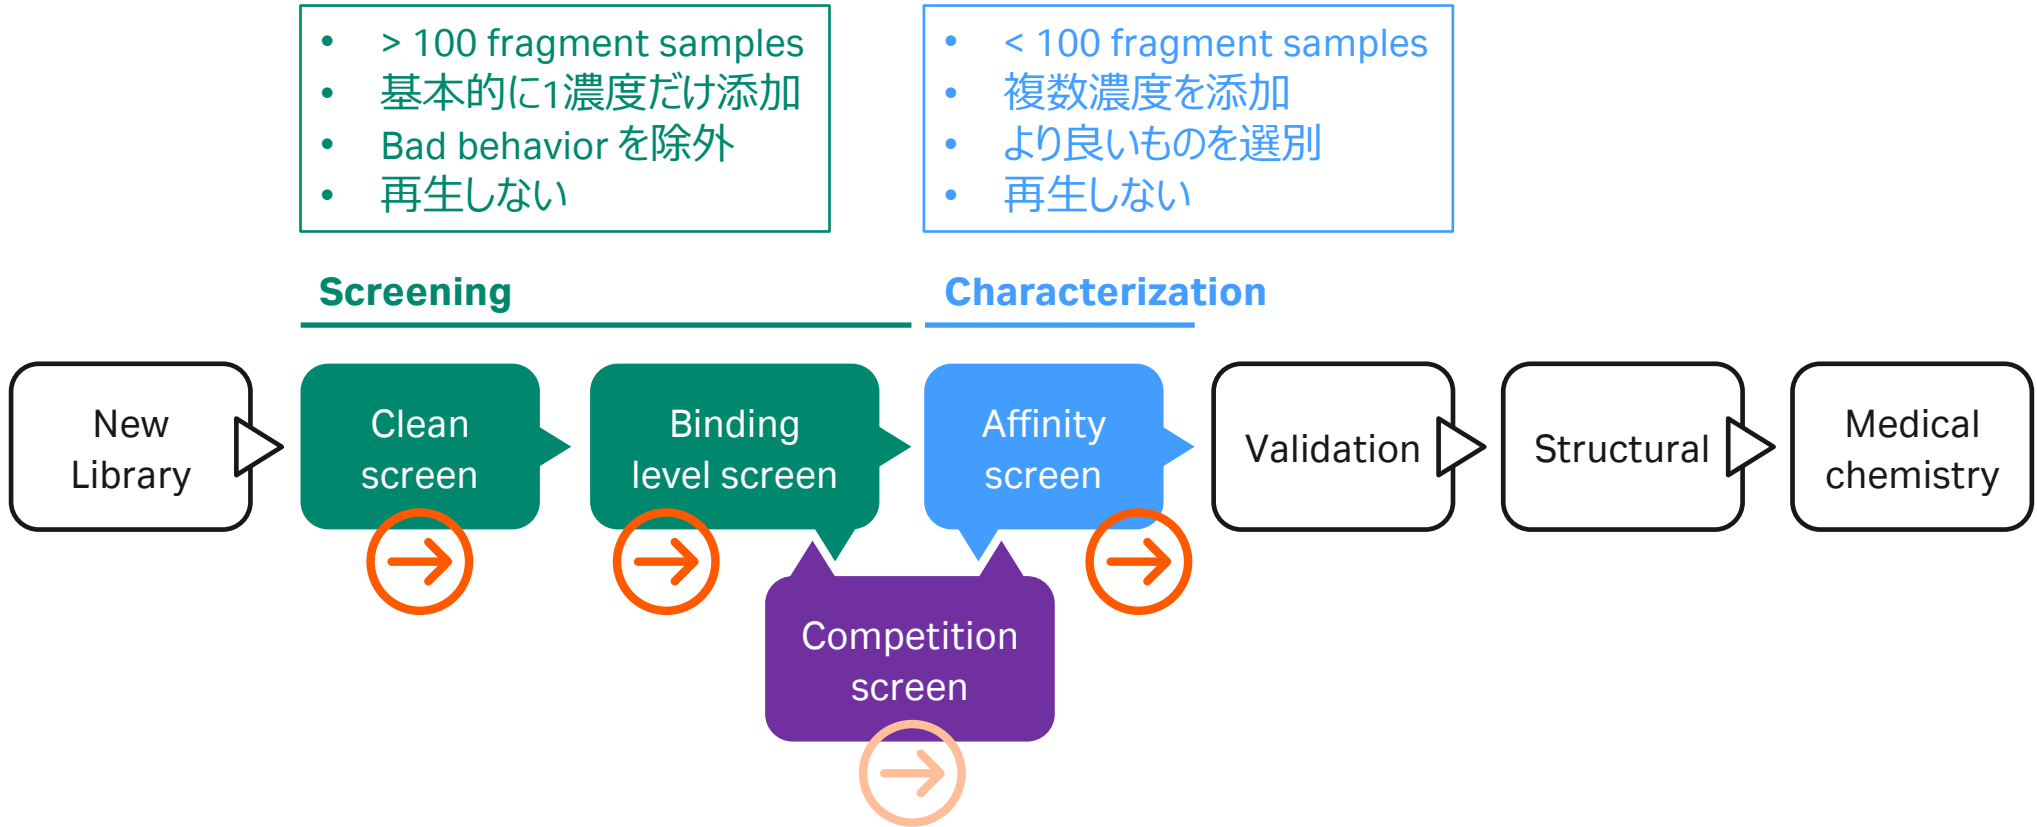 • > 100 fragment samples
• 基本的に1濃度だけ添加
• Bad behavior を除外
• 再生しない
• < 100 fragment samples
• 複数濃度を添加
• より良いものを選別
• 再生しない
Screening
Characterization
New
Library
Clean
screen
Binding
level screen
Affinity
screen
Validation
Structural
Medical
chemistry
Competition
screen